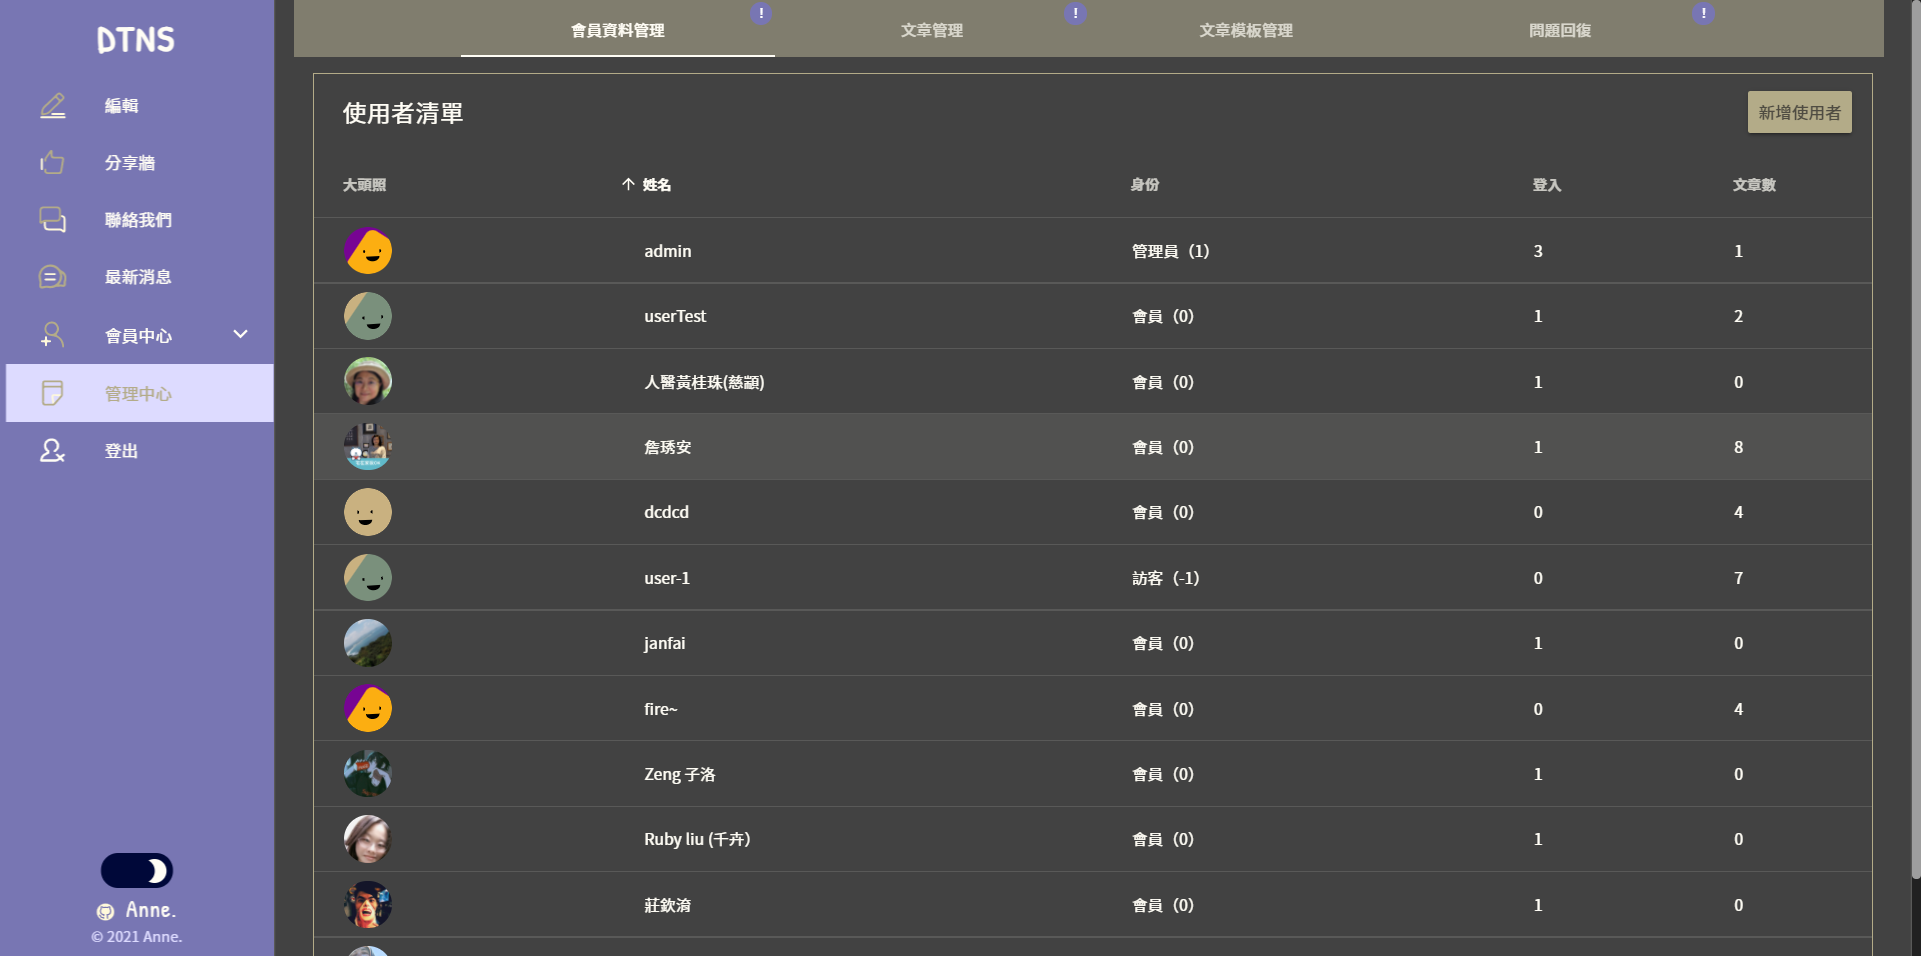 DTNS
編輯
分享牆
聯絡我們
最新消息
會員中心
管理中心
登出
Anne.
© 2021 Anne.
會員資料管理 !
文章管理 !
文章模板管理
問題回復 !
使用者清單
新增使用者
大頭照 ↑ 姓名 身份 登入 文章數
admin 管理員 (1) 3 1
userTest 會員 (0) 1 2
人醫黃桂珠(慈顓) 會員 (0) 1 0
詹琇安 會員 (0) 1 8
dcdcd 會員 (0) 0 4
user-1 訪客 (-1) 0 7
janfai 會員 (0) 1 0
fire~ 會員 (0) 0 4
Zeng 子洛 會員 (0) 1 0
Ruby liu (千卉) 會員 (0) 1 0
莊欽淯 會員 (0) 1 0